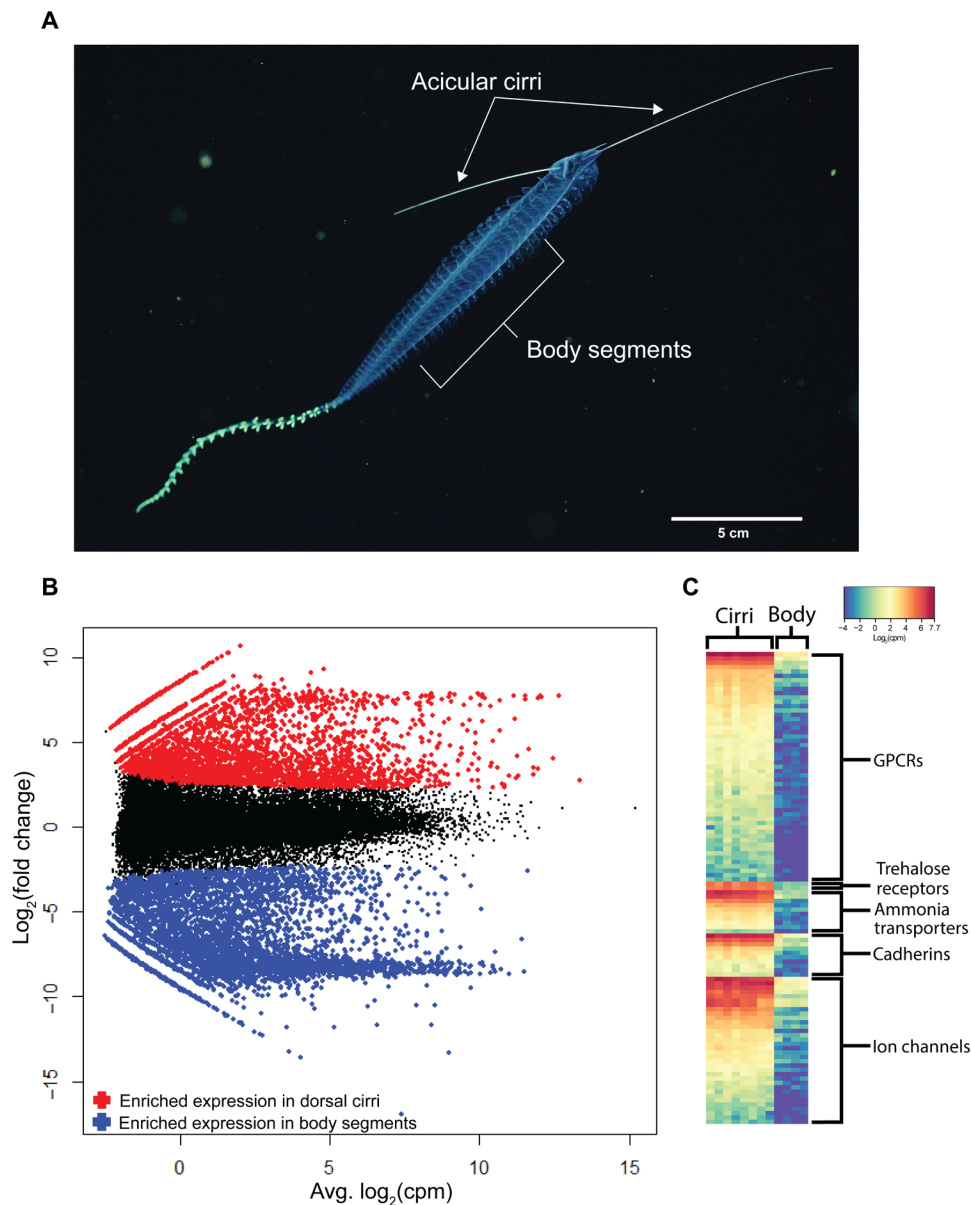 A
Acicular cirri
Body segments
5 cm
B
Log2(fold change)
10
5
0
−5
−10
−15
Enriched expression in dorsal cirri
Enriched expression in body segments
0
5
10
15
Avg. log2(cpm)
C
−4 −2 0 2 4 6 7.7
Log2(cpm)
Cirri Body
GPCRs
Trehalose
receptors
Ammonia
transporters
Cadherins
Ion channels